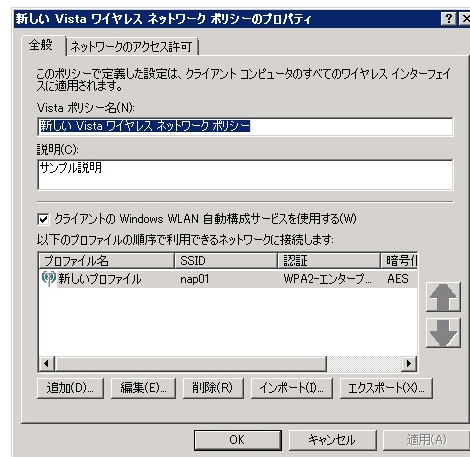 新しい Vista ワイヤレス ネットワーク ポリシーのプロパティ
全般 ネットワークのアクセス許可
このポリシーで定義した設定は、クライアント コンピュータのすべてのワイヤレス インターフェイ
スに適用されます。
Vista ポリシー名(N):
新しい Vista ワイヤレス ネットワーク ポリシー
説明(C):
サンプル説明
クライアントの Windows WLAN 自動構成サービスを使用する(W)
以下のプロファイルの順序で利用できるネットワークに接続します:
プロファイル名 SSID 認証 暗号化
新しいプロファイル nap01 WPA2-エンタープ... AES
追加(D)... 編集(E)... 削除(R) インポート(I)... エクスポート(X)...
OK キャンセル 適用(A)